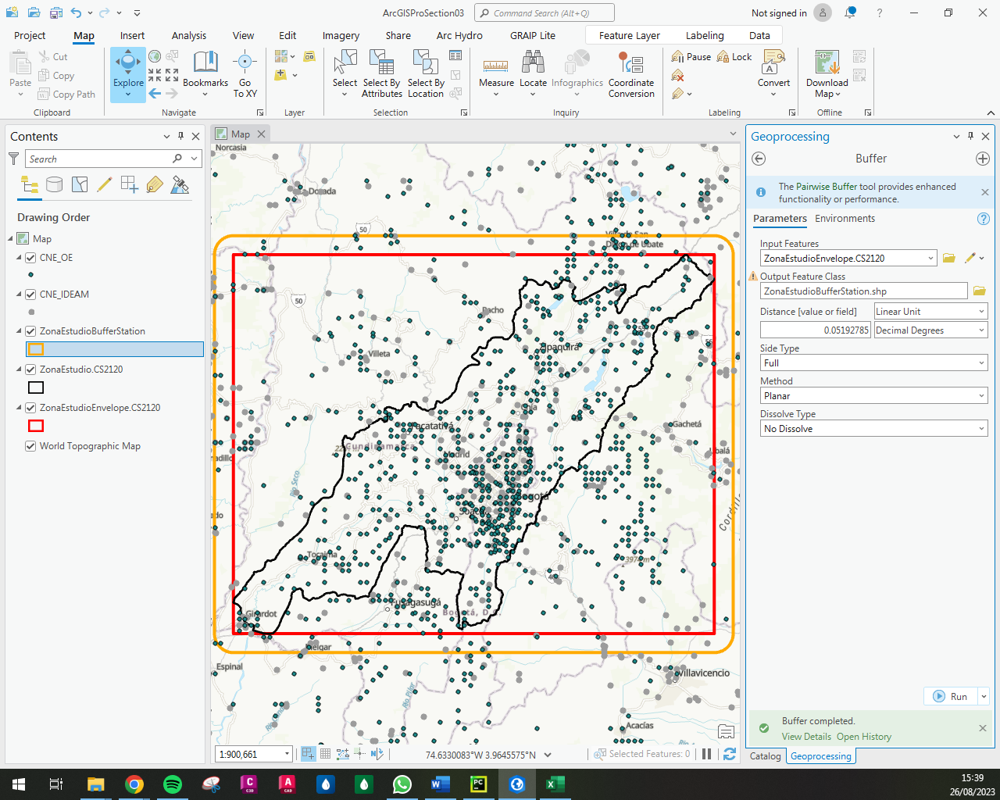 ArcGISProSection03
Command Search (Alt+Q)
Not signed in
?
Project
Map
Insert
Analysis
View
Edit
Imagery
Share
Arc Hydro
GRAIP Lite
Feature Layer
Labeling
Data
Paste
Cut
Copy
Copy Path
Clipboard
Explore
Bookmarks
Go To XY
Navigate
Layer
Select
Select By Attributes
Select By Location
Selection
Measure
Locate
Infographics
Coordinate Conversion
Inquiry
Pause
Lock
Convert
Labeling
Download Map
Offline
Contents
Search
Drawing Order
Map
CNE_OE
CNE_IDEAM
ZonaEstudioBufferStation
ZonaEstudio.CS2120
ZonaEstudioEnvelope.CS2120
World Topographic Map
Map
Norcasia
La Dorada
50
Villa de San
Diego de Ubate
50
Pacho
55
Zipaquirá
Villeta
Chía
Facatativá
Gachetá
Cundinamarca
Madrid
Ubalá
Río Seco
Bogotá
Soacha
Tocaima
3974 m
40
Fusagasugá
Bogotá, D.C.
Girardot
Melgar
Espinal
Villavicencio
Acacías
1:900,661
74.6330083°W 3.9645575°N
Selected Features: 0
Geoprocessing
Buffer
The Pairwise Buffer tool provides enhanced
functionality or performance.
Parameters
Environments
?
Input Features
ZonaEstudioEnvelope.CS2120
Output Feature Class
ZonaEstudioBufferStation.shp
Distance [value or field]
Linear Unit
0.05192785
Decimal Degrees
Side Type
Full
Method
Planar
Dissolve Type
No Dissolve
Run
Buffer completed.
View Details
Open History
Catalog
Geoprocessing
15:39
26/08/2023